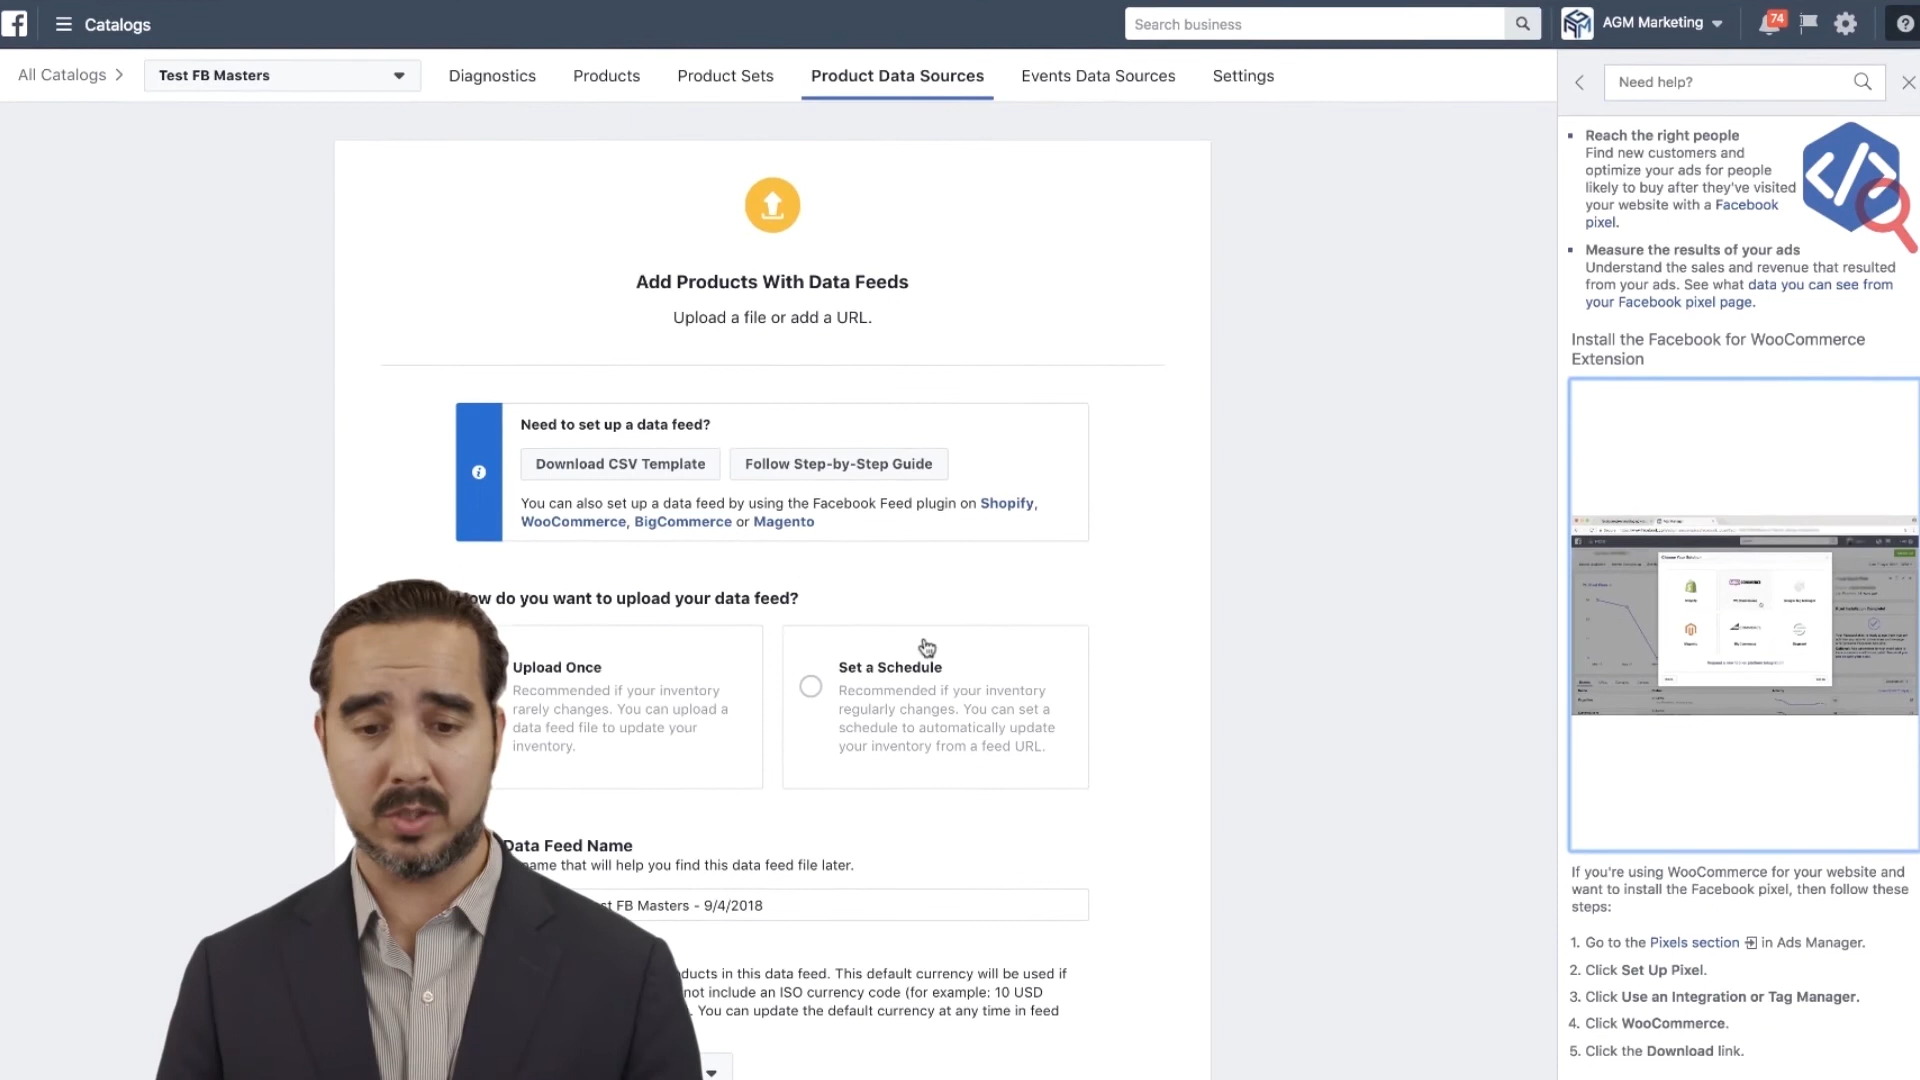 Catalogs
Search business
AGM Marketing
74
All Catalogs
Test FB Masters
Diagnostics
Products
Product Sets
Product Data Sources
Events Data Sources
Settings
Need help?
Add Products With Data Feeds
Upload a file or add a URL.
Need to set up a data feed?
Download CSV Template
Follow Step-by-Step Guide
You can also set up a data feed by using the Facebook Feed plugin on Shopify,
WooCommerce, BigCommerce or Magento
do you want to upload your data feed?
Upload Once
Recommended if your inventory
rarely changes. You can upload a
data feed file to update your
inventory.
Set a Schedule
Recommended if your inventory
regularly changes. You can set a
schedule to automatically update
your inventory from a feed URL.
Data Feed Name
name that will help you find this data feed file later.
FB Masters - 9/4/2018
in this data feed. This default currency will be used if
not include an ISO currency code (for example: 10 USD
You can update the default currency at any time in feed
▪ Reach the right people
Find new customers and
optimize your ads for people
likely to buy after they've visited
your website with a Facebook
pixel.
▪ Measure the results of your ads
Understand the sales and revenue that resulted
from your ads. See what data you can see from
your Facebook pixel page.
Install the Facebook for WooCommerce
Extension
If you're using WooCommerce for your website and
want to install the Facebook pixel, then follow these
steps:
1. Go to the Pixels section in Ads Manager.
2. Click Set Up Pixel.
3. Click Use an Integration or Tag Manager.
4. Click WooCommerce.
5. Click the Download link.